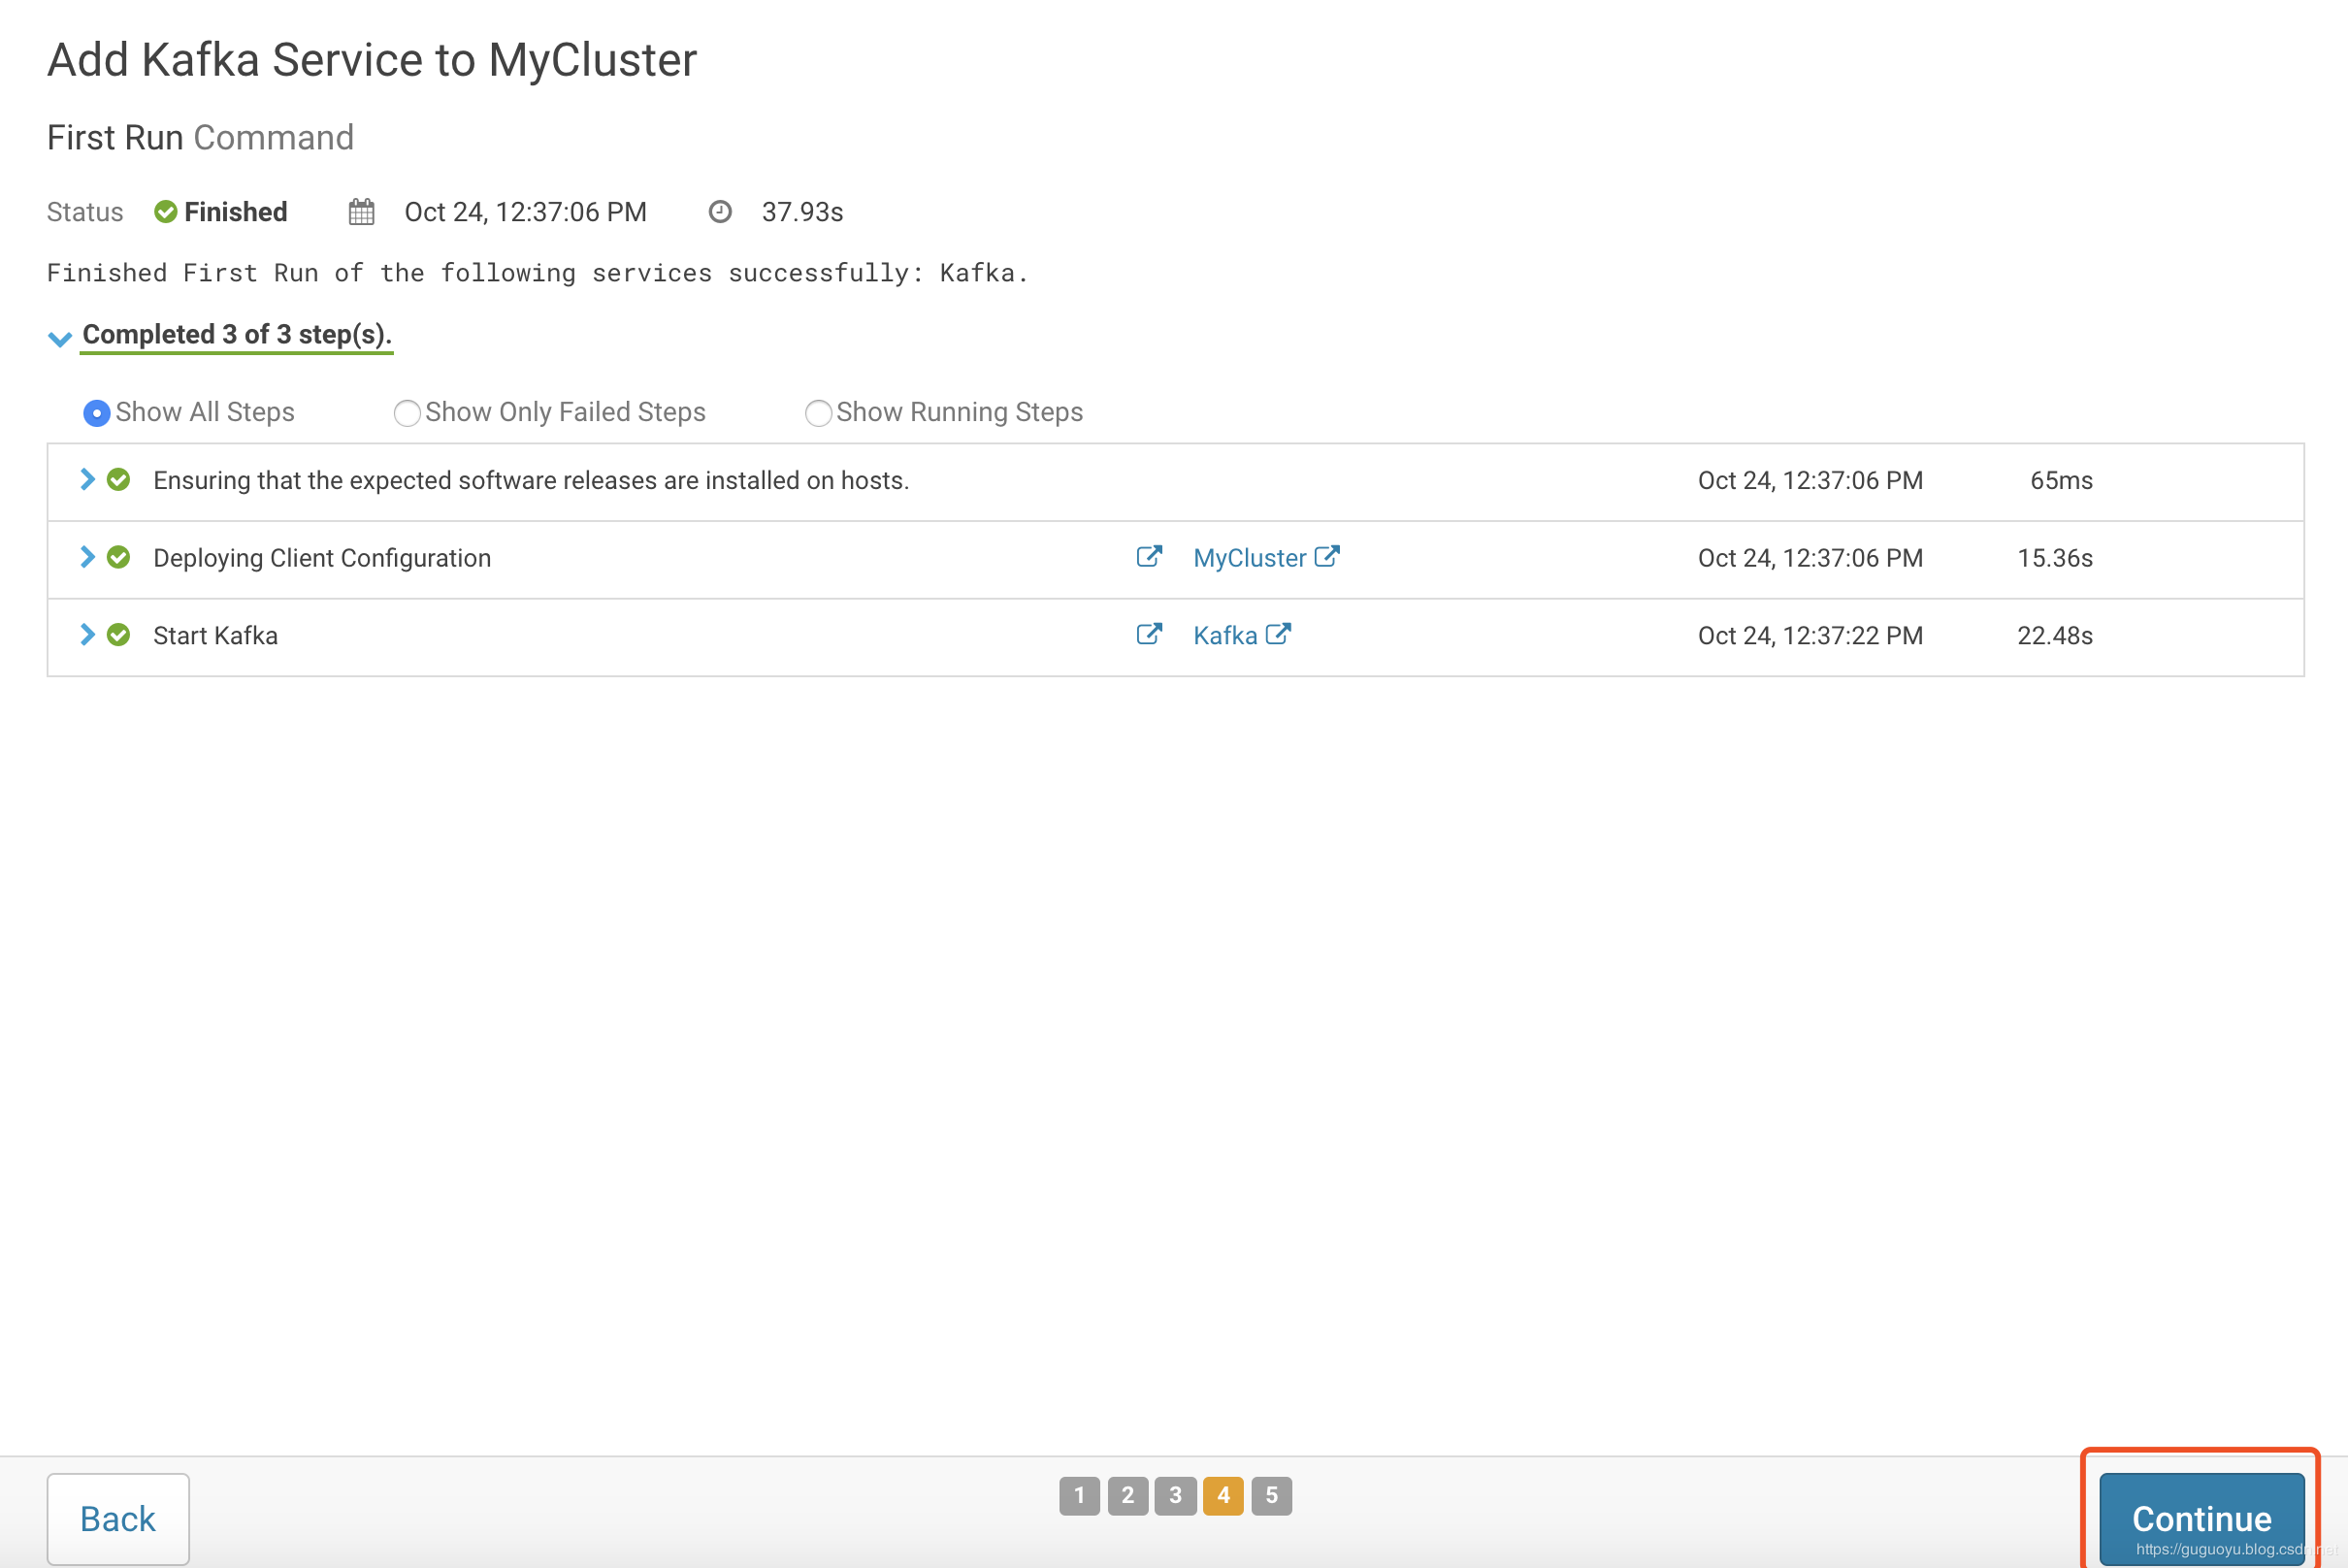 Add Kafka Service to MyCluster
First Run Command
Status Finished Oct 24, 12:37:06 PM 37.93s
Finished First Run of the following services successfully: Kafka.
Completed 3 of 3 step(s).
Show All Steps Show Only Failed Steps Show Running Steps
Ensuring that the expected software releases are installed on hosts. Oct 24, 12:37:06 PM 65ms
Deploying Client Configuration MyCluster Oct 24, 12:37:06 PM 15.36s
Start Kafka Kafka Oct 24, 12:37:22 PM 22.48s
Back 1 2 3 4 5 Continue
https://guguoyu.blog.csdn.net